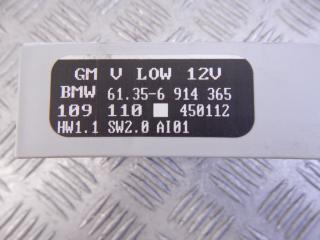 GM V LOW 12V
BMW 61.35-6 914 365
109 110 450112
HW1.1 SW2.0 AI01